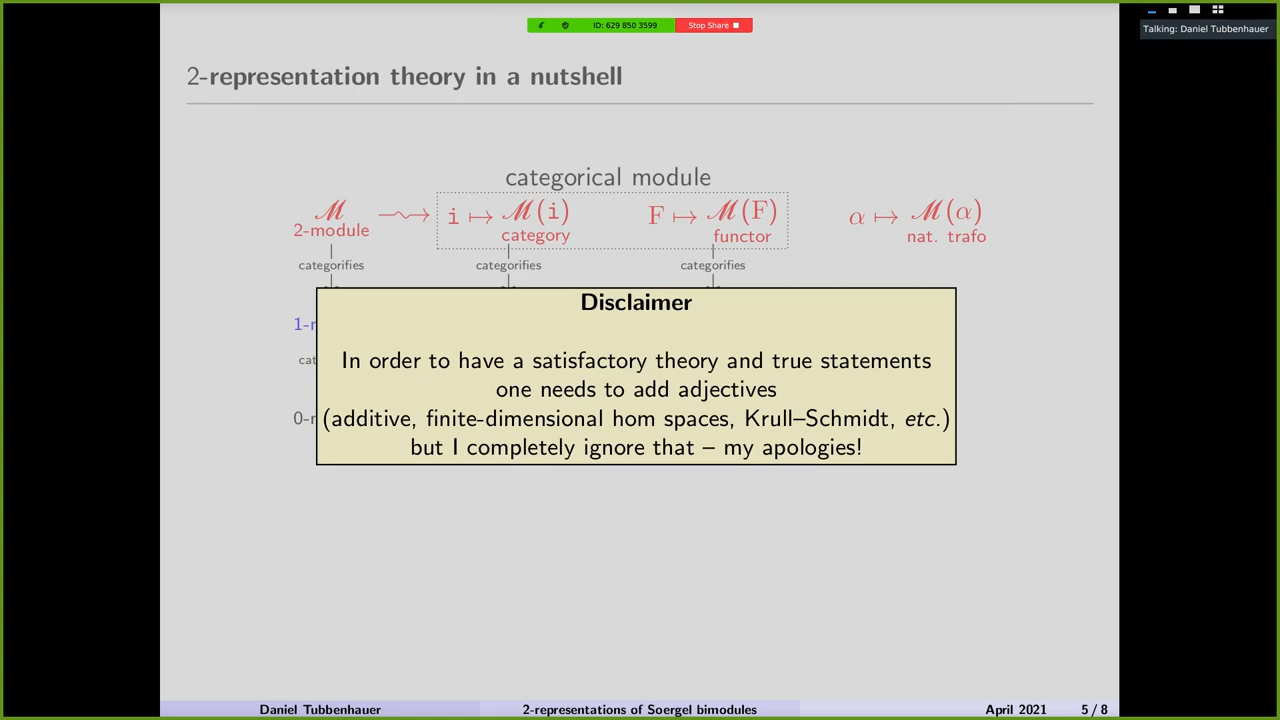 ID: 629 850 3599 Stop Share
Talking: Daniel Tubbenhauer
2-representation theory in a nutshell
categorical module
ℳ i ↦ ℳ(i) F ↦ ℳ(F) α ↦ ℳ(α)
2-module category functor nat. trafo
categorifies categorifies categorifies
Disclaimer
1-r
In order to have a satisfactory theory and true statements
cat
one needs to add adjectives
0-r
(additive, finite-dimensional hom spaces, Krull–Schmidt, etc.)
but I completely ignore that – my apologies!
Daniel Tubbenhauer 2-representations of Soergel bimodules April 2021 5 / 8